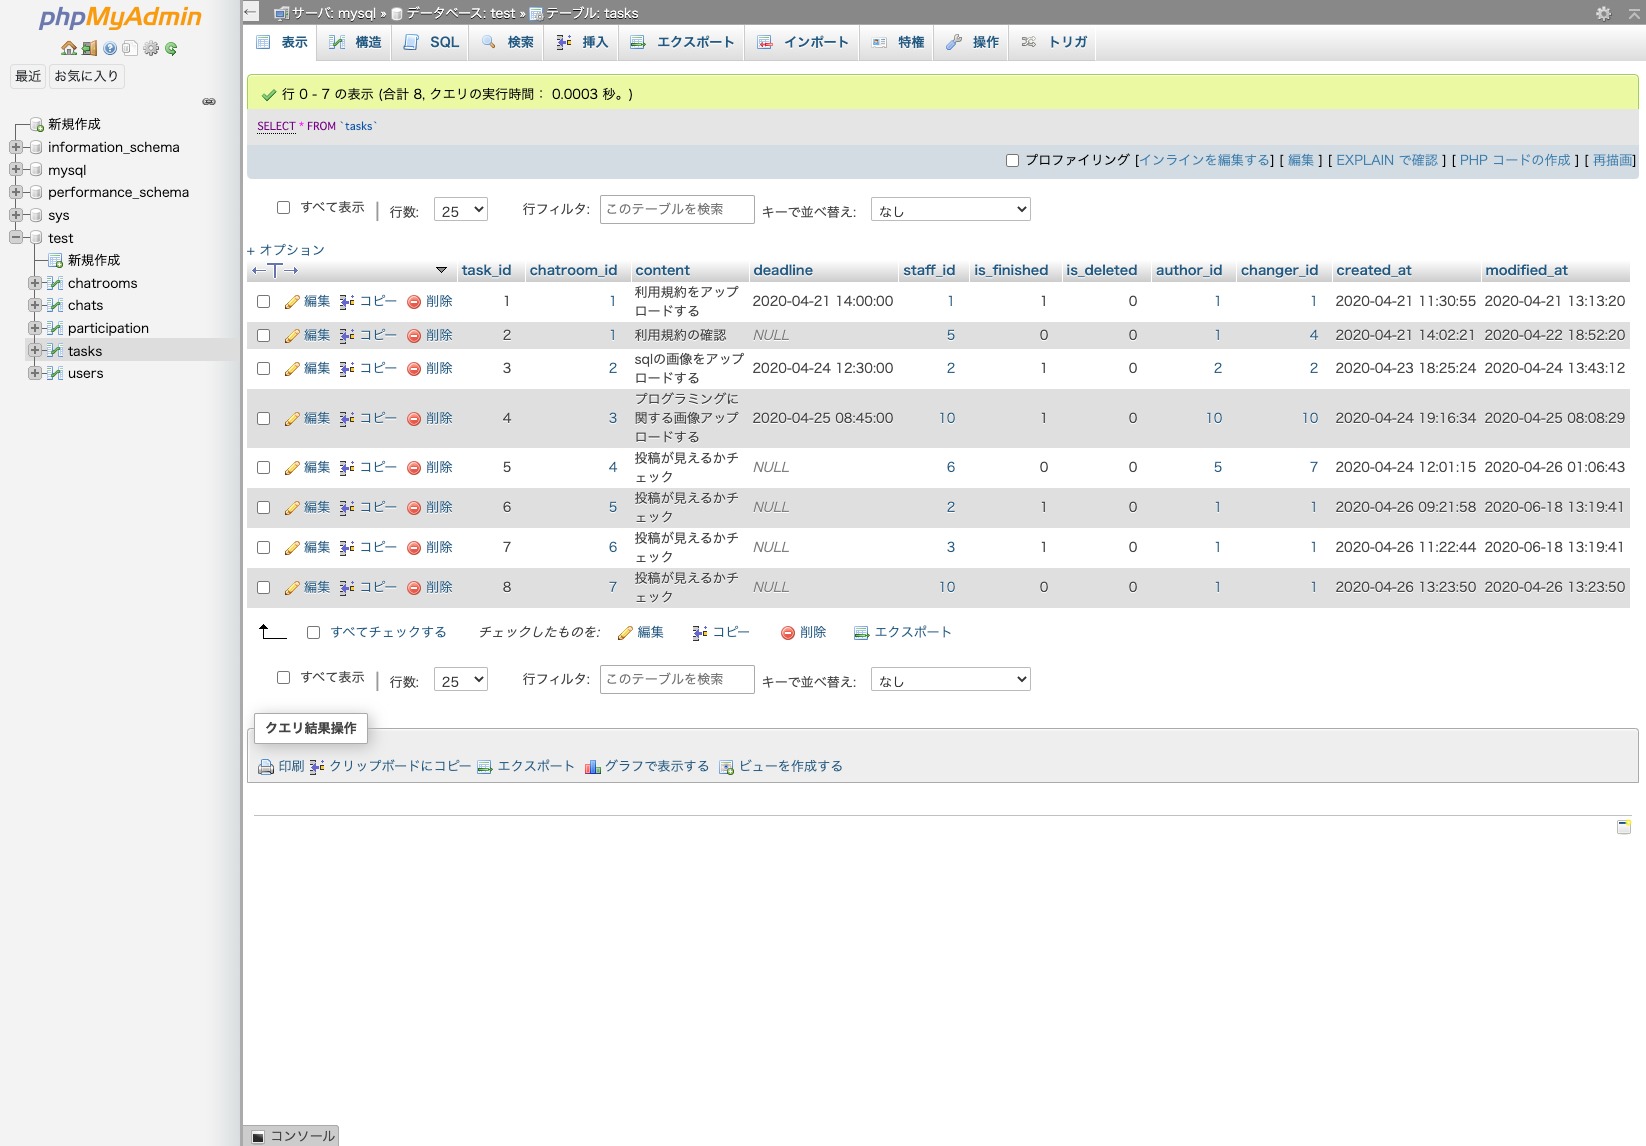 phpMyAdmin
最近 お気に入り
新規作成
information_schema
mysql
performance_schema
sys
test
新規作成
chatrooms
chats
participation
tasks
users
サーバ: mysql » データベース: test » テーブル: tasks
表示 構造 SQL 検索 挿入 エクスポート インポート 特権 操作 トリガ
行 0 - 7 の表示 (合計 8, クエリの実行時間： 0.0003 秒。)
SELECT * FROM `tasks`
プロファイリング [インラインを編集する] [ 編集 ] [ EXPLAIN で確認 ] [ PHP コードの作成 ] [ 再描画]
すべて表示 | 行数: 25 行フィルタ: このテーブルを検索 キーで並べ替え: なし
+ オプション
←T→ task_id chatroom_id content deadline staff_id is_finished is_deleted author_id changer_id created_at modified_at
編集 コピー 削除 1 1 利用規約をアップロードする 2020-04-21 14:00:00 1 1 0 1 1 2020-04-21 11:30:55 2020-04-21 13:13:20
編集 コピー 削除 2 1 利用規約の確認 NULL 5 0 0 1 4 2020-04-21 14:02:21 2020-04-22 18:52:20
編集 コピー 削除 3 2 sqlの画像をアップロードする 2020-04-24 12:30:00 2 1 0 2 2 2020-04-23 18:25:24 2020-04-24 13:43:12
編集 コピー 削除 4 3 プログラミングに関する画像アップロードする 2020-04-25 08:45:00 10 1 0 10 10 2020-04-24 19:16:34 2020-04-25 08:08:29
編集 コピー 削除 5 4 投稿が見えるかチェック NULL 6 0 0 5 7 2020-04-24 12:01:15 2020-04-26 01:06:43
編集 コピー 削除 6 5 投稿が見えるかチェック NULL 2 1 0 1 1 2020-04-26 09:21:58 2020-06-18 13:19:41
編集 コピー 削除 7 6 投稿が見えるかチェック NULL 3 1 0 1 1 2020-04-26 11:22:44 2020-06-18 13:19:41
編集 コピー 削除 8 7 投稿が見えるかチェック NULL 10 0 0 1 1 2020-04-26 13:23:50 2020-04-26 13:23:50
すべてチェックする チェックしたものを: 編集 コピー 削除 エクスポート
すべて表示 | 行数: 25 行フィルタ: このテーブルを検索 キーで並べ替え: なし
クエリ結果操作
印刷 クリップボードにコピー エクスポート グラフで表示する ビューを作成する
コンソール